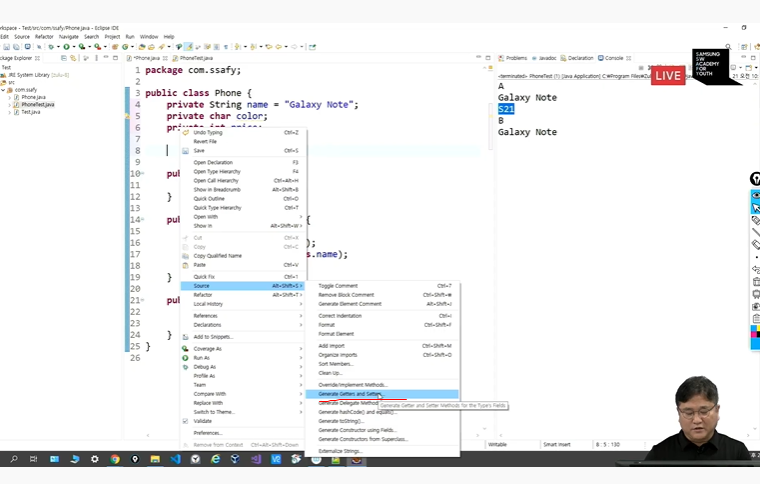 kspace - Test/src/com/ssafy/Phone.java - Eclipse IDE
Edit Source Refactor Navigate Search Project Run Window Help
Package Explorer
*Phone.java
PhoneTest.java
Problems Javadoc Declaration Console
Test
JRE System Library
src
com.ssafy
Phone.java
PhoneTest.java
Test.java
1 package com.ssafy;
2
3 public class Phone {
4 private String name = "Galaxy Note";
5 private char color;
6 private int price;
7
8
9
10 pu
11
12 }
13
14 pu {
15
16 );
17 s.name);
18
19 }
20
21 pu
22
23
24 }
25 }
26
<terminated> PhoneTest (1) [Java Application]
A
Galaxy Note
S21
B
Galaxy Note
LIVE
SAMSUNG
SW
ACADEMY
FOR
YOUTH
Undo Typing Ctrl+Z
Revert File
Save Ctrl+S
Open Declaration F3
Open Type Hierarchy F4
Open Call Hierarchy Ctrl+Alt+H
Show in Breadcrumb Alt+Shift+B
Quick Outline Ctrl+O
Quick Type Hierarchy Ctrl+T
Open With
Show In Alt+Shift+W
Cut Ctrl+X
Copy Ctrl+C
Copy Qualified Name
Paste Ctrl+V
Quick Fix Ctrl+1
Source Alt+Shift+S
Refactor Alt+Shift+T
Local History
References
Declarations
Add to Snippets...
Coverage As
Run As
Debug As
Profile As
Team
Compare With
Replace With
Switch to Theme...
Validate
Preferences...
Remove from Context Ctrl+Alt+Shift+Down
Toggle Comment Ctrl+7
Remove Block Comment Ctrl+Shift+W
Generate Element Comment Alt+Shift+J
Correct Indentation Ctrl+I
Format Ctrl+Shift+F
Format Element
Add Import Ctrl+Shift+M
Organize Imports Ctrl+Shift+O
Sort Members...
Clean Up...
Override/Implement Methods...
Generate Getters and Setters...
Generate Delegate Methods
Generate Getter and Setter Methods for the Type's Fields
Generate hashCode() and equals()...
Generate toString()...
Generate Constructor using Fields...
Generate Constructors from Superclass...
Externalize Strings...
Writable Smart Insert 8 : 5 : 130